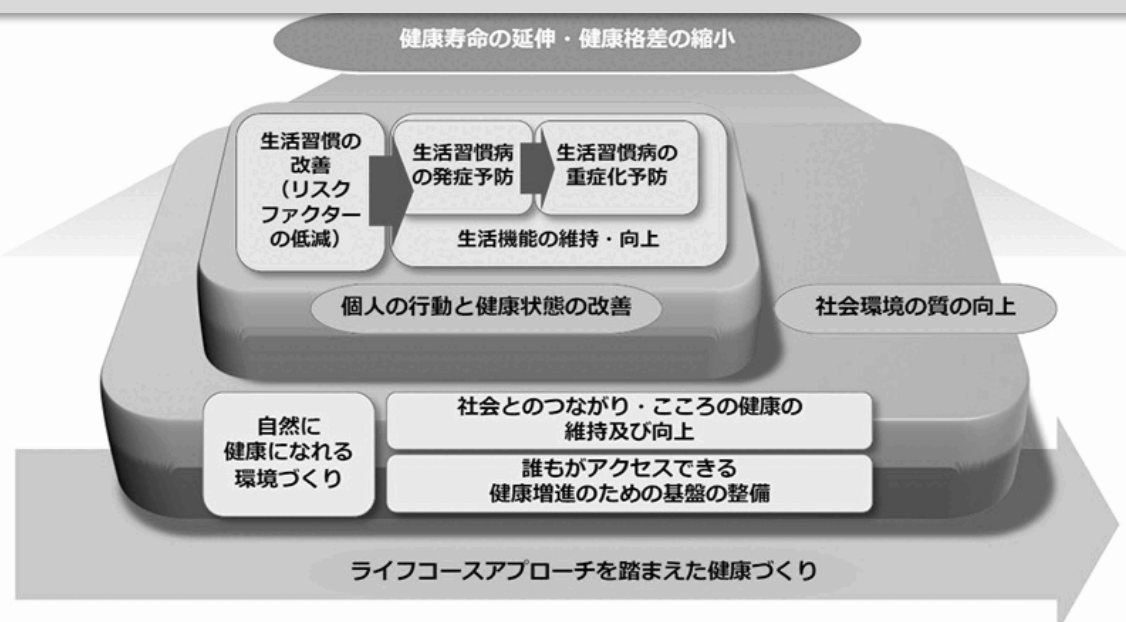 健康寿命の延伸・健康格差の縮小
生活習慣の
改善
（リスク
ファクター
の低減）
生活習慣病
の発症予防
生活習慣病の
重症化予防
生活機能の維持・向上
個人の行動と健康状態の改善
社会環境の質の向上
自然に
健康になれる
環境づくり
社会とのつながり・こころの健康の
維持及び向上
誰もがアクセスできる
健康増進のための基盤の整備
ライフコースアプローチを踏まえた健康づくり